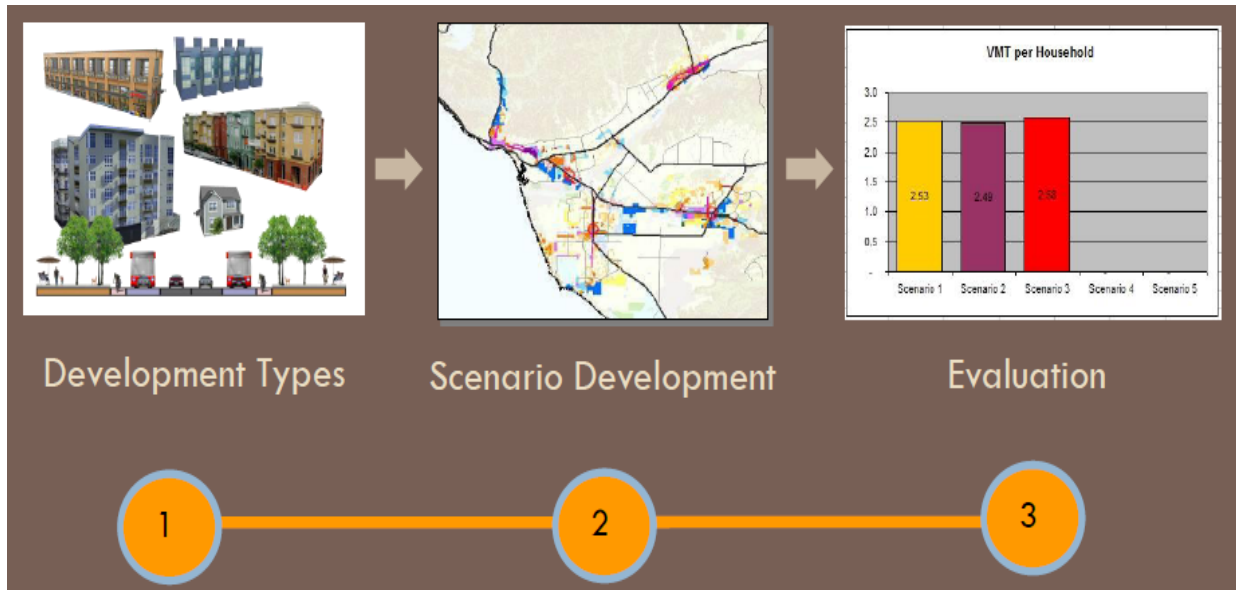 VMT per Household
3.0
2.5
2.0
1.5
1.0
0.5
-
2.53
2.49
2.58
Scenario 1
Scenario 2
Scenario 3
Scenario 4
Scenario 5
Development Types
Scenario Development
Evaluation
1
2
3